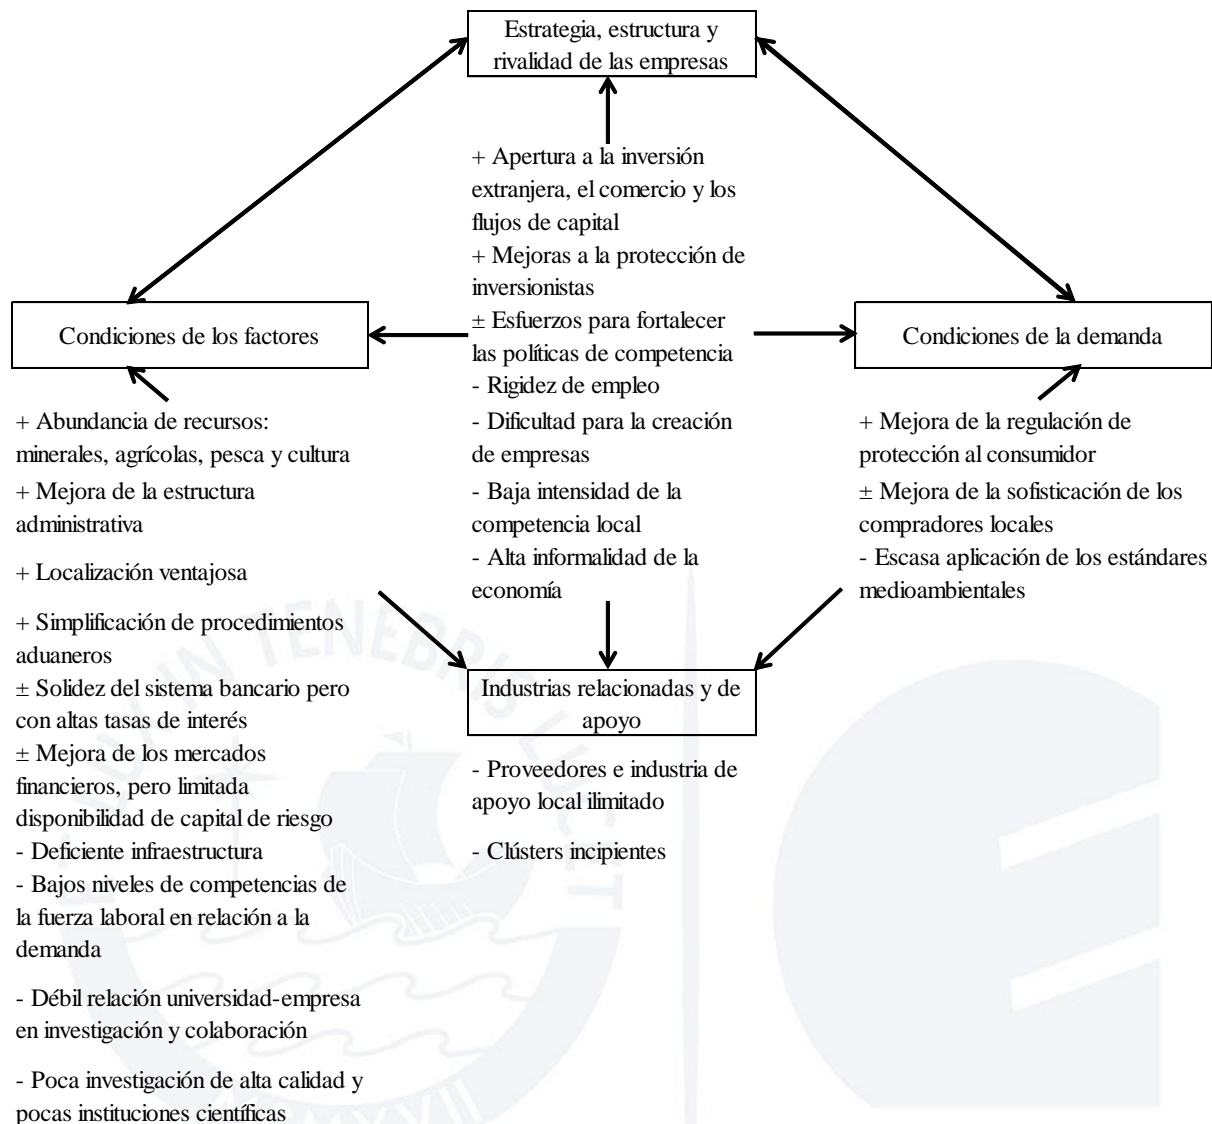 Estrategia, estructura y
rivalidad de las empresas
+ Apertura a la inversión
extranjera, el comercio y los
flujos de capital
+ Mejoras a la protección de
inversionistas
± Esfuerzos para fortalecer
las políticas de competencia
- Rigidez de empleo
- Dificultad para la creación
de empresas
- Baja intensidad de la
competencia local
- Alta informalidad de la
economía
Condiciones de los factores
+ Abundancia de recursos:
minerales, agrícolas, pesca y cultura
+ Mejora de la estructura
administrativa
+ Localización ventajosa
+ Simplificación de procedimientos
aduaneros
± Solidez del sistema bancario pero
con altas tasas de interés
± Mejora de los mercados
financieros, pero limitada
disponibilidad de capital de riesgo
- Deficiente infraestructura
- Bajos niveles de competencias de
la fuerza laboral en relación a la
demanda
- Débil relación universidad-empresa
en investigación y colaboración
- Poca investigación de alta calidad y
pocas instituciones científicas
Condiciones de la demanda
+ Mejora de la regulación de
protección al consumidor
± Mejora de la sofisticación de los
compradores locales
- Escasa aplicación de los estándares
medioambientales
Industrias relacionadas y de
apoyo
- Proveedores e industria de
apoyo local ilimitado
- Clústers incipientes
IN TENEBRIS LUCET